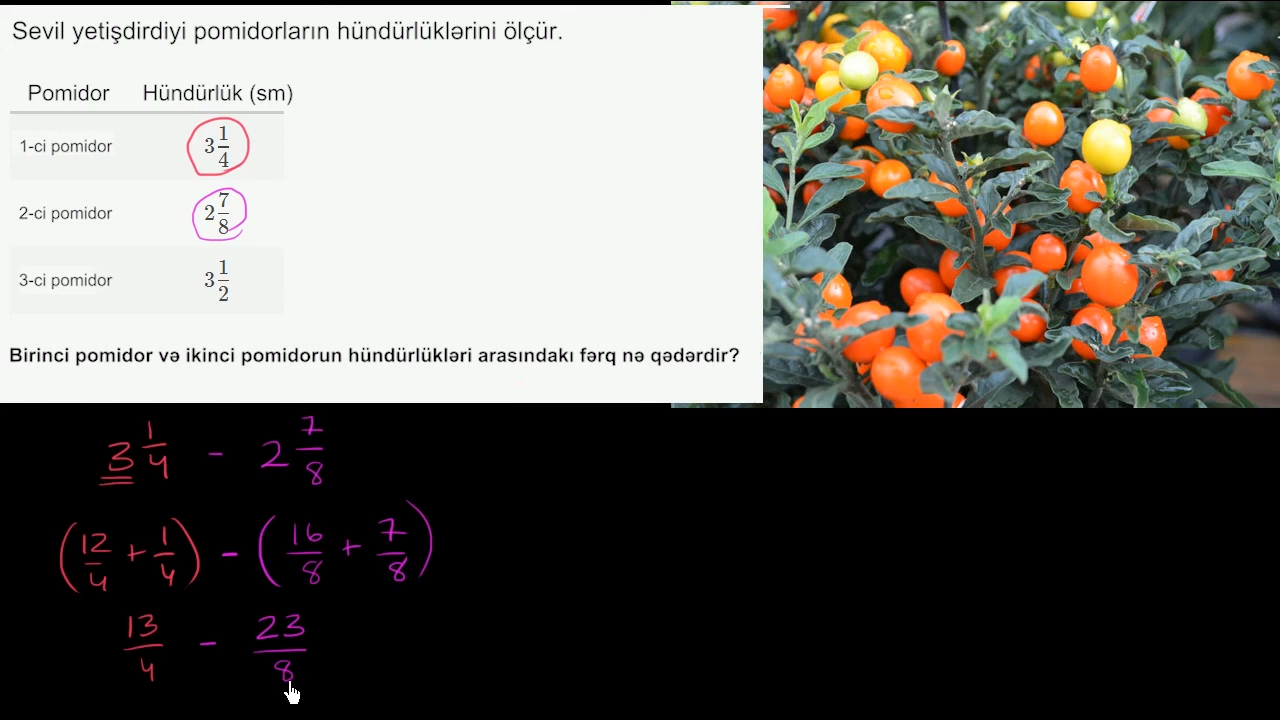 Sevil yetişdirdiyi pomidorların hündürlüklərini ölçür.
Pomidor Hündürlük (sm)
1-ci pomidor 3 1/4
2-ci pomidor 2 7/8
3-ci pomidor 3 1/2
Birinci pomidor və ikinci pomidorun hündürlükləri arasındakı fərq nə qədərdir?
3 1/4 - 2 7/8
(12/4 + 1/4) - (16/8 + 7/8)
13/4 - 23/8